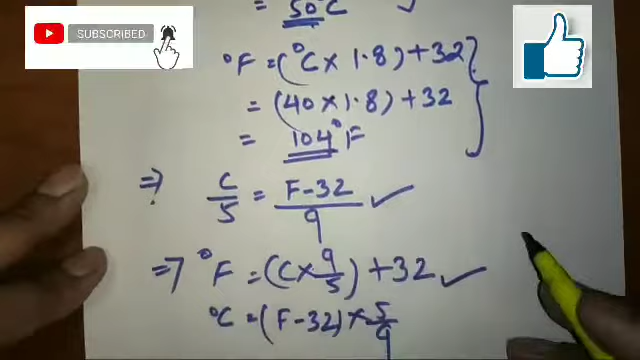 = 50°C
SUBSCRIBED
°F = (°C × 1.8) + 32
= (40 × 1.8) + 32
= 104°F
⇒ C/5 = F-32/9 ✓
⇒ °F = (C × 9/5) + 32 ✓
°C = (F-32) × 5/9